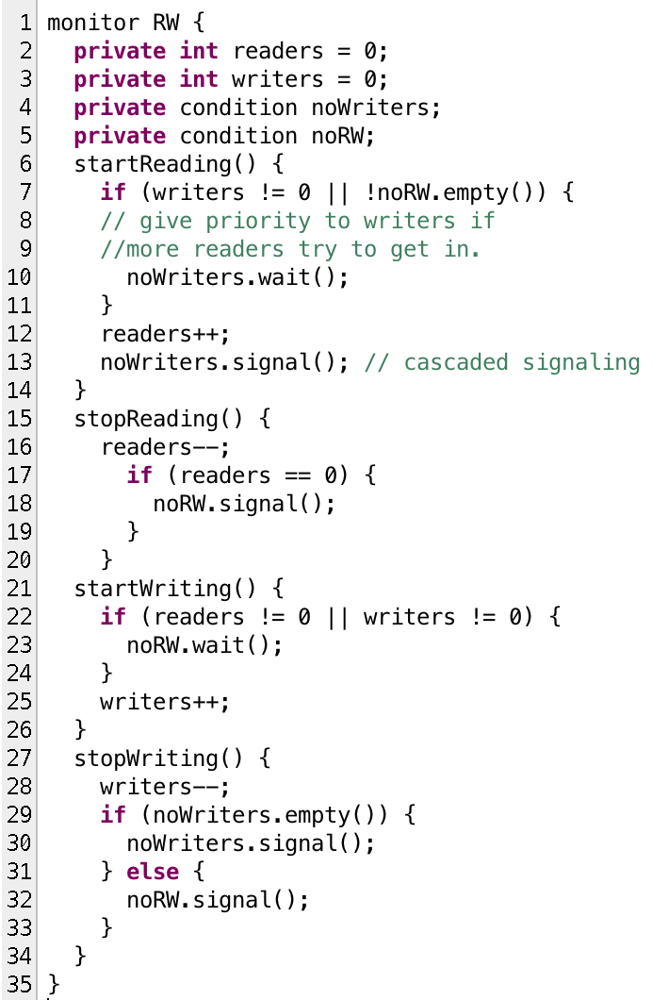 1 monitor RW {
2 private int readers = 0;
3 private int writers = 0;
4 private condition noWriters;
5 private condition noRW;
6 startReading() {
7 if (writers != 0 || !noRW.empty()) {
8 // give priority to writers if
9 //more readers try to get in.
10 noWriters.wait();
11 }
12 readers++;
13 noWriters.signal(); // cascaded signaling
14 }
15 stopReading() {
16 readers--;
17 if (readers == 0) {
18 noRW.signal();
19 }
20 }
21 startWriting() {
22 if (readers != 0 || writers != 0) {
23 noRW.wait();
24 }
25 writers++;
26 }
27 stopWriting() {
28 writers--;
29 if (noWriters.empty()) {
30 noWriters.signal();
31 } else {
32 noRW.signal();
33 }
34 }
35 }